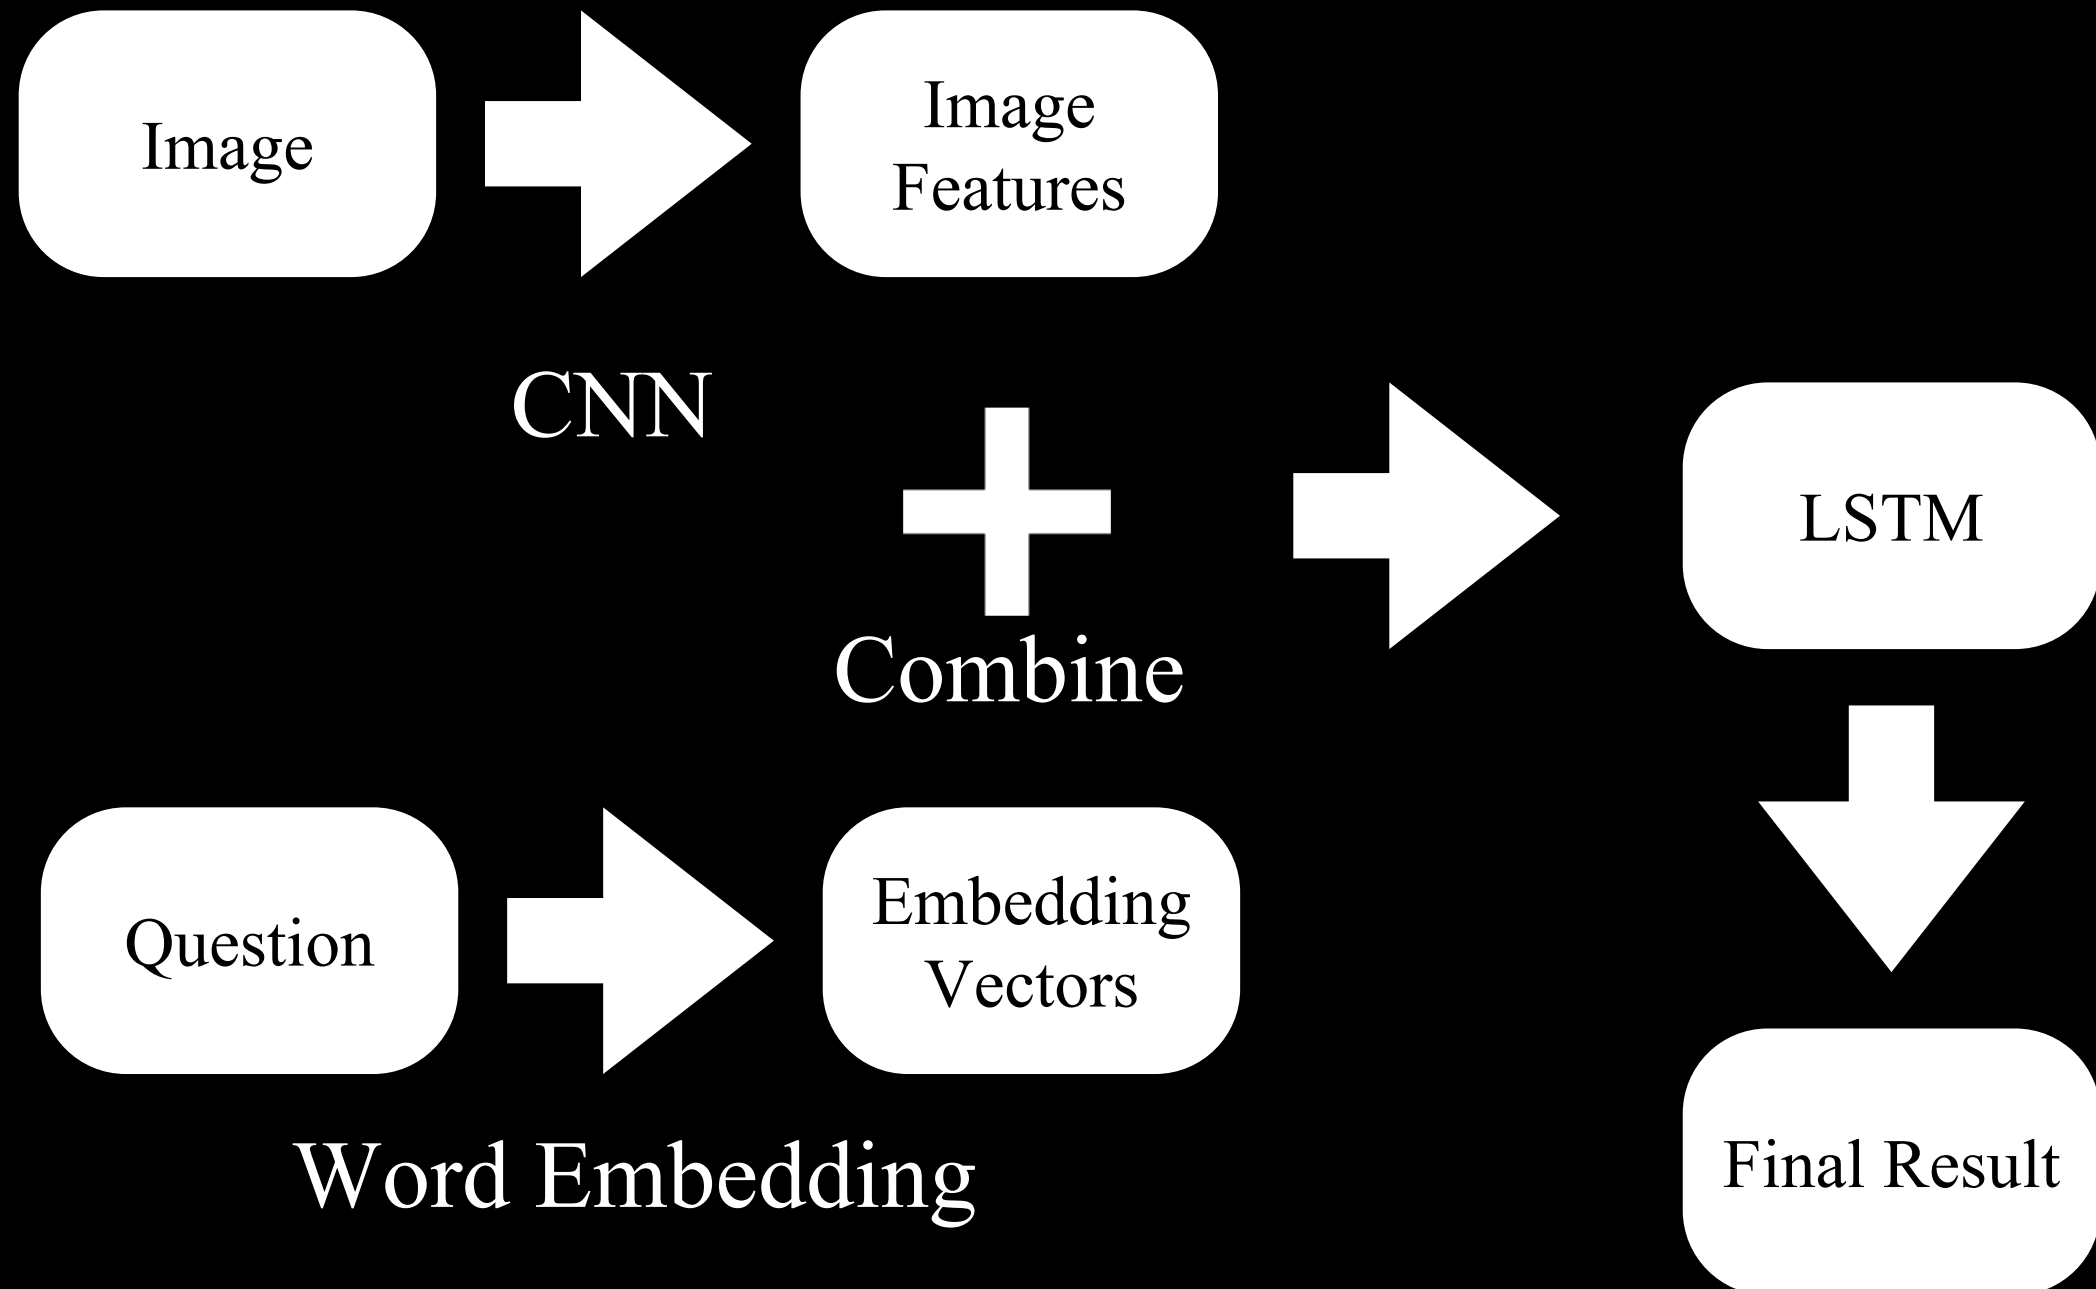 Image
Image
Features
CNN
Combine
LSTM
Question
Embedding
Vectors
Word Embedding
Final Result